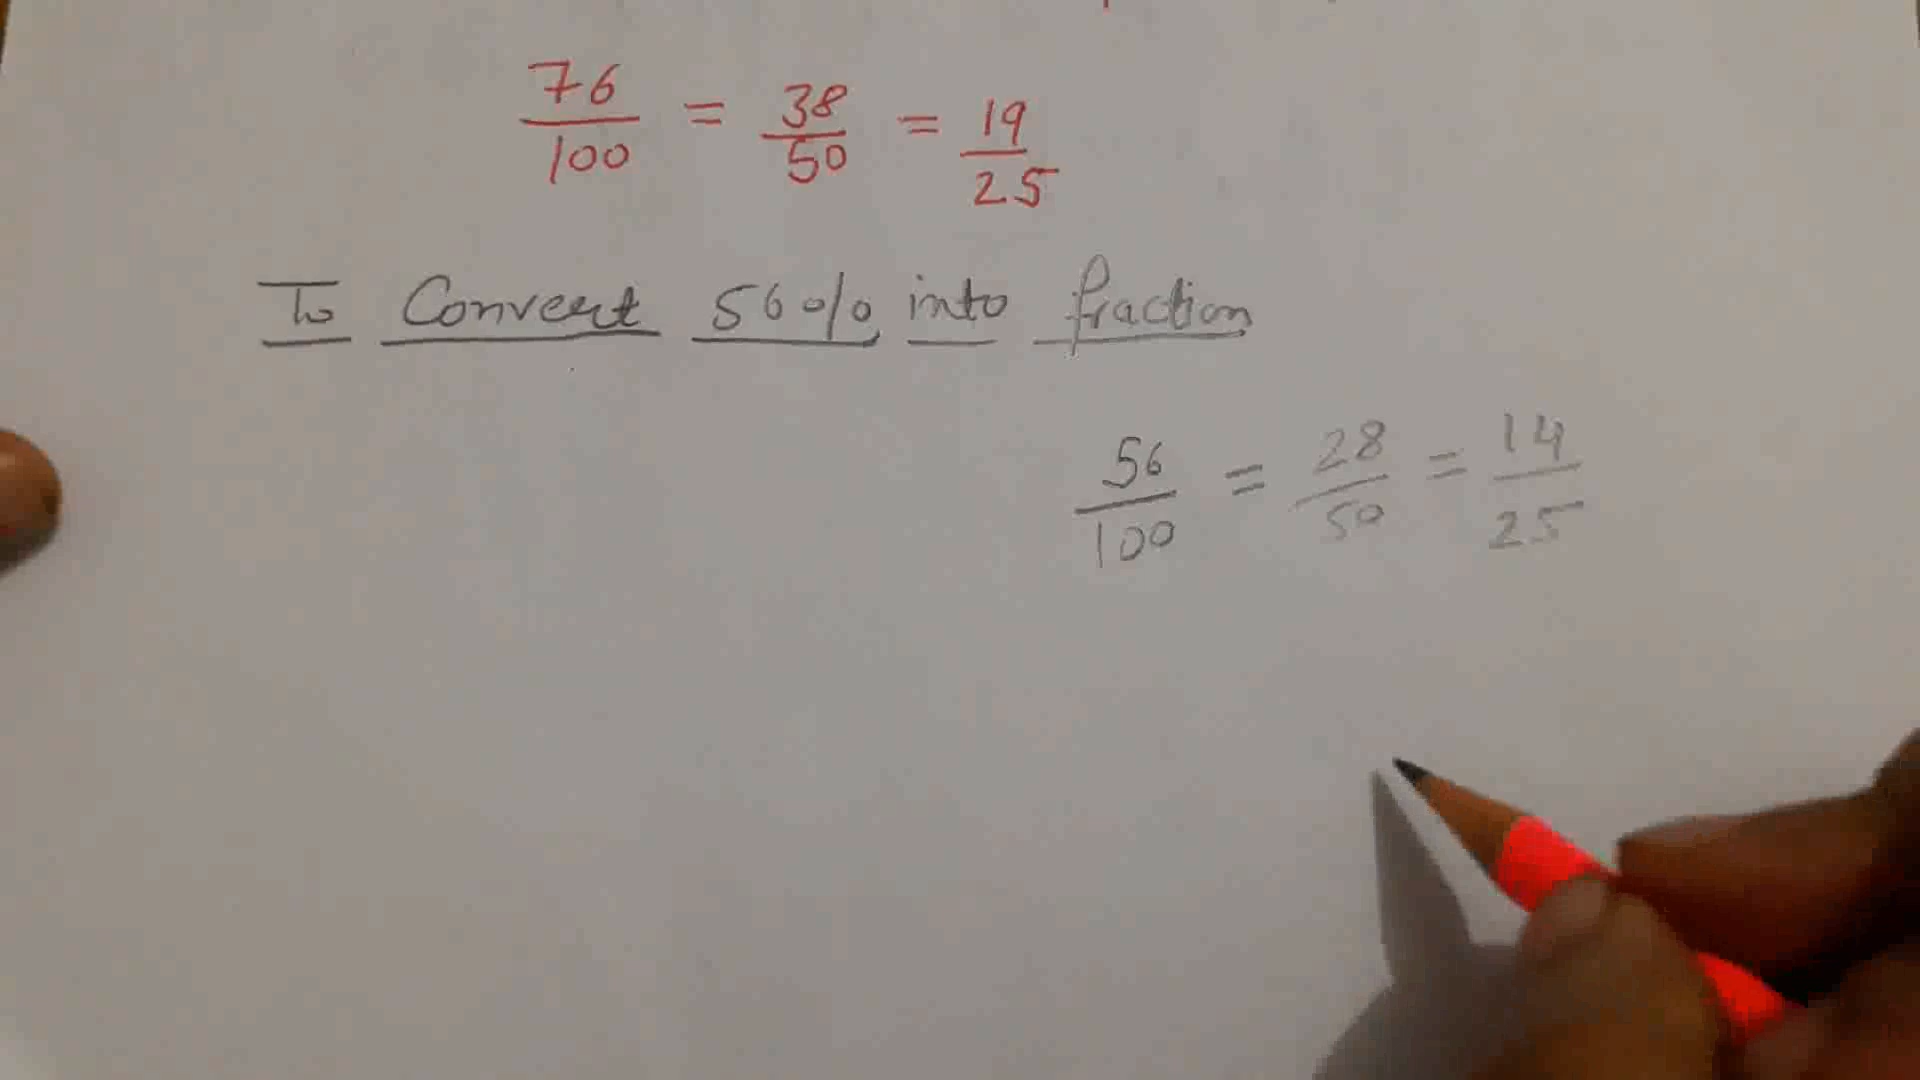 76/100 = 38/50 = 19/25
To Convert 56% into fraction
56/100 = 28/50 = 14/25